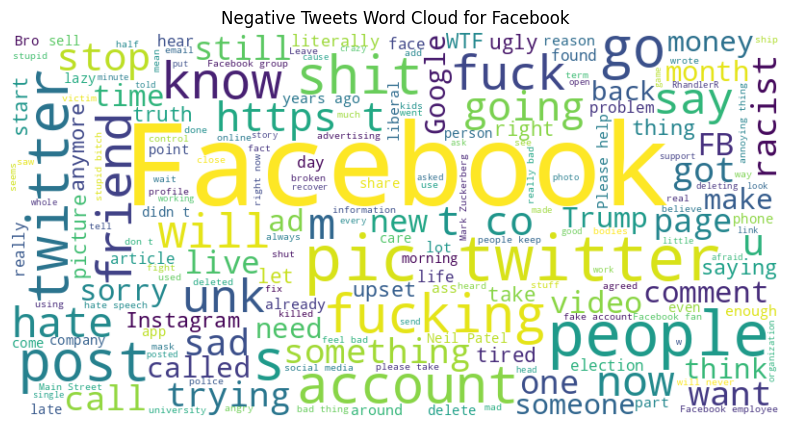 Negative Tweets Word Cloud for Facebook
Bro
sell
half
email
put
hear
still
literally
face
WTF
ugly
reason
found
go
money
wrote
ship
stupid
stop
minute
told
mean
Facebook group
cause
crazy
add
Leave
fuck
term
open
game
month
RhandlerR
racist
lazy
time
know
shit
kids
went
Google
back
problem
say
annoying thing
start
victim
truth
https t
years ago
liberal
going
person
thing
control
done
online
story
much
advertising
right
Please help
FB
twitter
anymore
friend
point
stupid bitch
fact
day
ask
see
really bad
got
support
way
seems
saw
close
wait
right now
broken
recover
asked
use
photo
deleting
look
Facebook
picture
profile
working
share
Mark Zuckerberg
make
real
believe
whole
tell
didn t
will
ad
m
information
every
new
t
co
made
Trump
page
phone
link
really
article
don t
always
care
lot
people keep
good
bodies
little
u
fight
used
live
shut
let
morning
life
pic twitter
work
afraid
saying
hate
using
hate speech
deleted
sorry
unk
fix
already
upset
ass
heard
take
stuff
agreed
video
even
comment
enough
killed
fucking
send
fake account
Facebook fan
come
company
app
mask
posted
Instagram
sad
need
something
Neil Patel
tired
people
w
organization
post
police
called
s
feel bad
social media
please take
account
head
one
election
now
think
will never
Main Street
single
call
trying
mad
someone
part
want
late
university
angry
bad thing
around
delete
Facebook employee